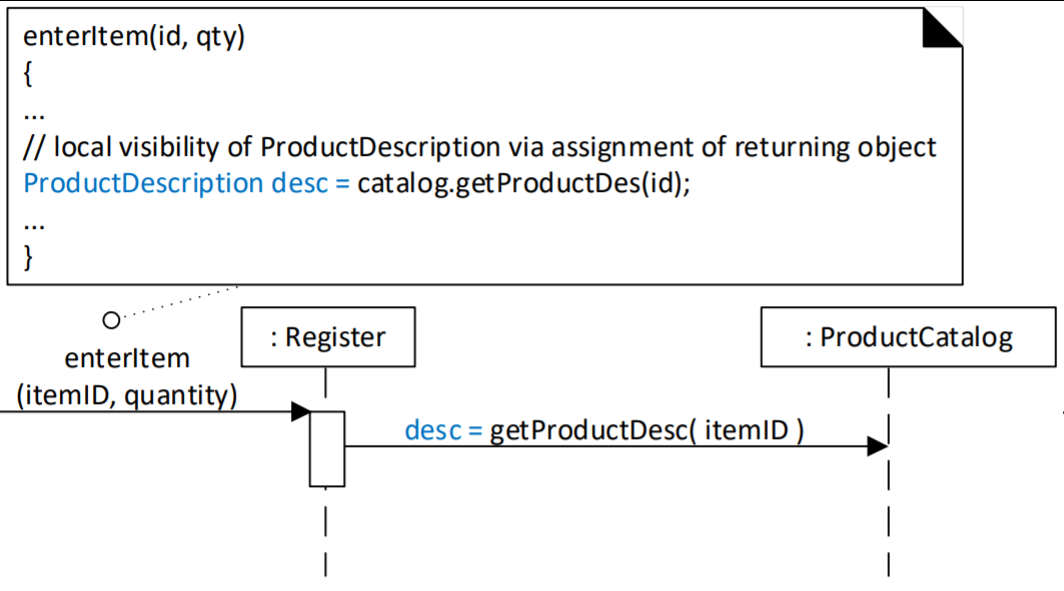 enterItem(id, qty)
{
...
// local visibility of ProductDescription via assignment of returning object
ProductDescription desc = catalog.getProductDes(id);
...
}
: Register
: ProductCatalog
enterItem
(itemID, quantity)
desc = getProductDesc( itemID )